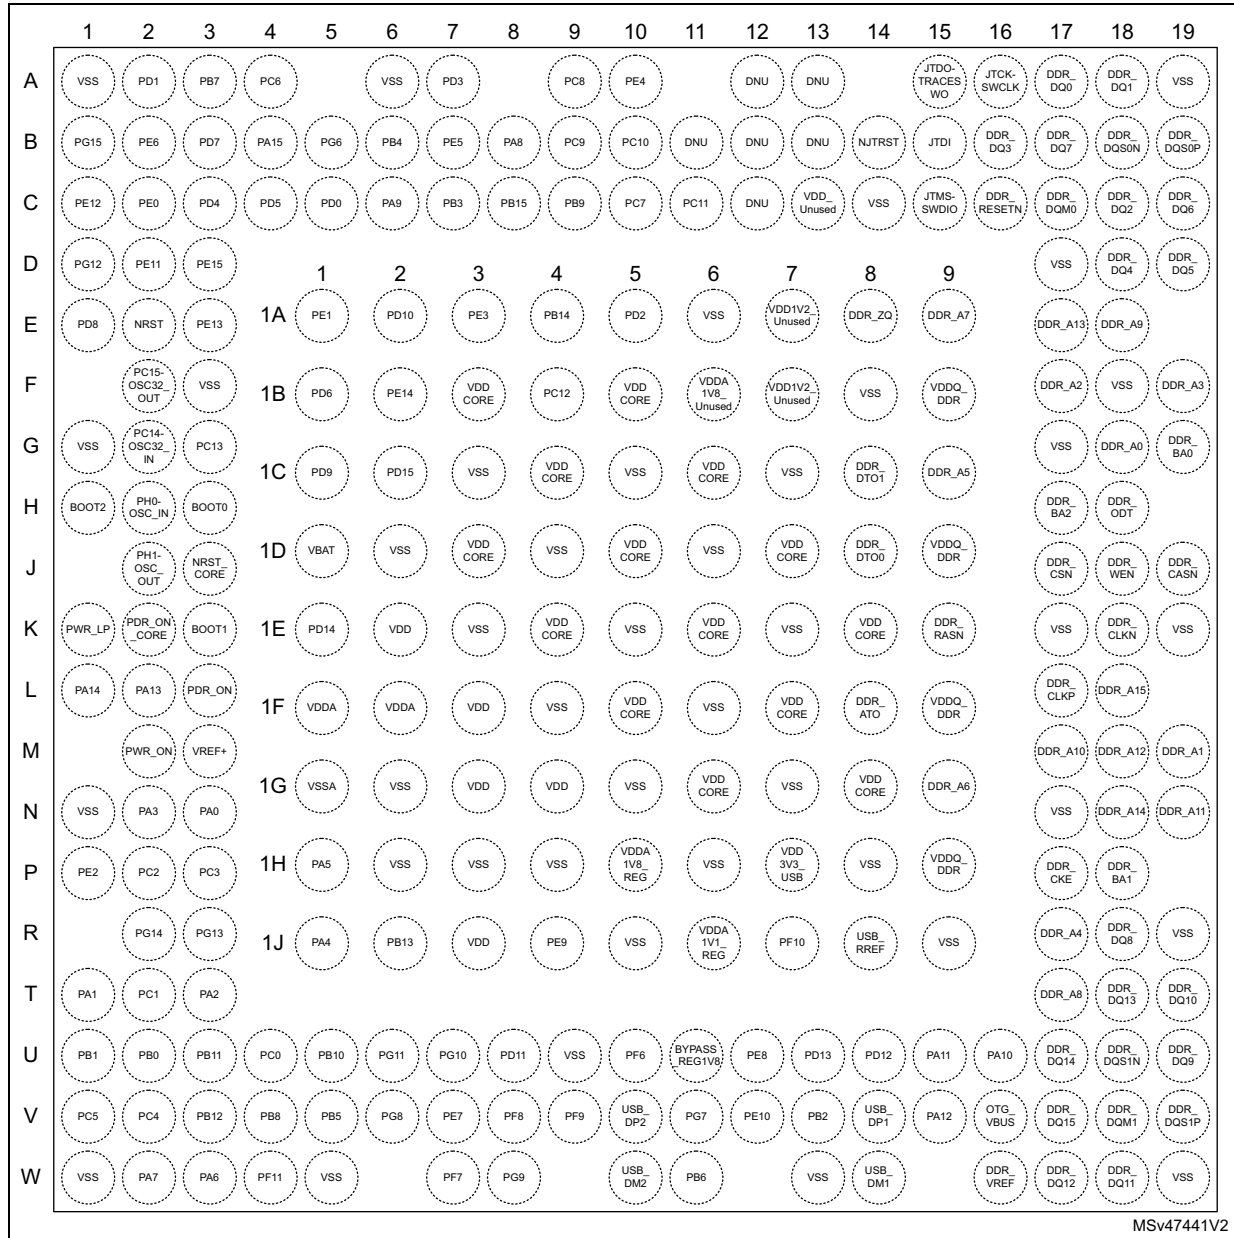 1 2 3 4 5 6 7 8 9 10 11 12 13 14 15 16 17 18 19
A VSS PD1 PB7 PC6 VSS PD3 PC8 PE4 DNU DNU JTDO-TRACESWO JTCK-SWCLK DDR_DQ0 DDR_DQ1 VSS
B PG15 PE6 PD7 PA15 PG6 PB4 PE5 PA8 PC9 PC10 DNU DNU DNU NJTRST JTDI DDR_DQ3 DDR_DQ7 DDR_DQS0N DDR_DQS0P
C PE12 PE0 PD4 PD5 PD0 PA9 PB3 PB15 PB9 PC7 PC11 DNU VDD_Unused VSS JTMS-SWDIO DDR_RESETN DDR_DQM0 DDR_DQ2 DDR_DQ6
D PG12 PE11 PE15 VSS DDR_DQ4 DDR_DQ5
1 2 3 4 5 6 7 8 9
1A PE1 PD10 PE3 PB14 PD2 VSS VDD1V2_Unused DDR_ZQ DDR_A7
E PD8 NRST PE13 DDR_A13 DDR_A9
F PC15-OSC32_OUT VSS DDR_A2 VSS DDR_A3
1B PD6 PE14 VDD CORE PC12 VDD CORE VDDA 1V8_Unused VDD1V2_Unused VSS VDDQ_DDR
G VSS PC14-OSC32_IN PC13 VSS DDR_A0 DDR_BA0
1C PD9 PD15 VSS VDD CORE VSS VDD CORE VSS DDR_DTO1 DDR_A5
H BOOT2 PH0-OSC_IN BOOT0 DDR_BA2 DDR_ODT
1D VBAT VSS VDD CORE VSS VDD CORE VSS VDD CORE DDR_DTO0 VDDQ_DDR
J PH1-OSC_OUT NRST_CORE DDR_CSN DDR_WEN DDR_CASN
K PWR_LP PDR_ON_CORE BOOT1 VSS DDR_CLKN VSS
1E PD14 VDD VSS VDD CORE VSS VDD CORE VSS VDD CORE DDR_RASN
L PA14 PA13 PDR_ON DDR_CLKP DDR_A15
1F VDDA VDDA VDD VSS VDD CORE VSS VDD CORE DDR_ATO VDDQ_DDR
M PWR_ON VREF+ DDR_A10 DDR_A12 DDR_A1
1G VSSA VSS VDD VDD VSS VDD CORE VSS VDD CORE DDR_A6
N VSS PA3 PA0 VSS DDR_A14 DDR_A11
1H PA5 VSS VSS VSS VDDA 1V8_REG VSS VDD 3V3_USB VSS VDDQ_DDR
P PE2 PC2 PC3 DDR_CKE DDR_BA1
R PG14 PG13 DDR_A4 DDR_DQ8 VSS
1J PA4 PB13 VDD PE9 VSS VDDA 1V1_REG PF10 USB_RREF VSS
T PA1 PC1 PA2 DDR_A8 DDR_DQ13 DDR_DQ10
U PB1 PB0 PB11 PC0 PB10 PG11 PG10 PD11 VSS PF6 BYPASS_REG1V8 PE8 PD13 PD12 PA11 PA10 DDR_DQ14 DDR_DQS1N DDR_DQ9
V PC5 PC4 PB12 PB8 PB5 PG8 PE7 PF8 PF9 USB_DP2 PG7 PE10 PB2 USB_DP1 PA12 OTG_VBUS DDR_DQ15 DDR_DQM1 DDR_DQS1P
W VSS PA7 PA6 PF11 VSS PF7 PG9 USB_DM2 PB6 VSS USB_DM1 DDR_VREF DDR_DQ12 DDR_DQ11 VSS
MSv47441V2